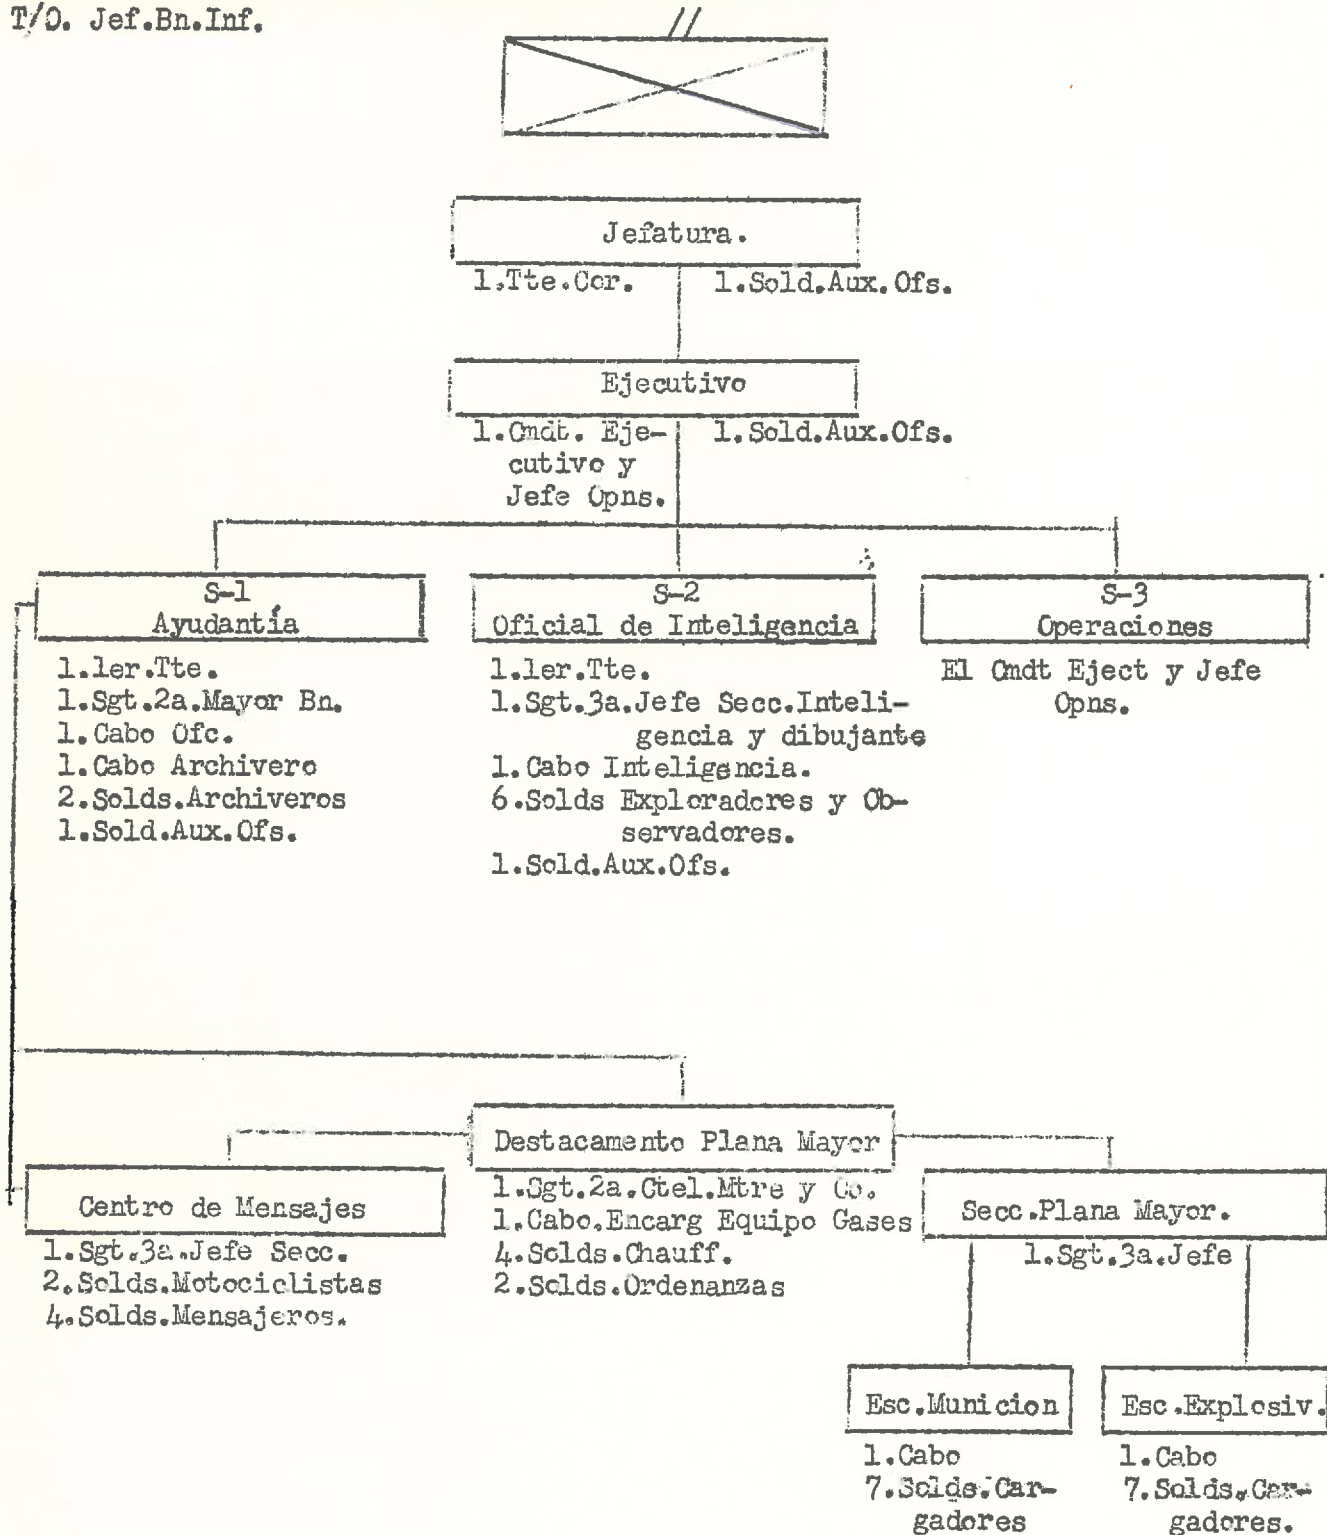 T/O. Jef.Bn.Inf.
//
Jefatura.
1.Tte.Cor.
1.Sold.Aux.Ofs.
Ejecutivo
1.Cmdt. Eje-
cutivo y
Jefe Opns.
1.Sold.Aux.Ofs.
S-1
Ayudantía
1.1er.Tte.
1.Sgt.2a.Mayor Bn.
1.Cabo Ofc.
1.Cabo Archivero
2.Solds.Archiveros
1.Sold.Aux.Ofs.
S-2
Oficial de Inteligencia
1.1er.Tte.
1.Sgt.3a.Jefe Secc.Inteli-
gencia y dibujante
1.Cabo Inteligencia.
6.Solds Exploradores y Ob-
servadores.
1.Sold.Aux.Ofs.
S-3
Operaciones
El Cmdt Eject y Jefe
Opns.
Destacamento Plana Mayor
1.Sgt.2a.Ctel.Mtre y Co.
1.Cabo.Encarg Equipo Gases
4.Solds.Chauff.
2.Solds.Ordenanzas
Centro de Mensajes
1.Sgt.3a.Jefe Secc.
2.Solds.Motociclistas
4.Solds.Mensajeros.
Secc.Plana Mayor.
1.Sgt.3a.Jefe
Esc.Municion
1.Cabo
7.Solds.Car-
gadores
Esc.Explosiv.
1.Cabo
7.Solds.Car-
gadores.